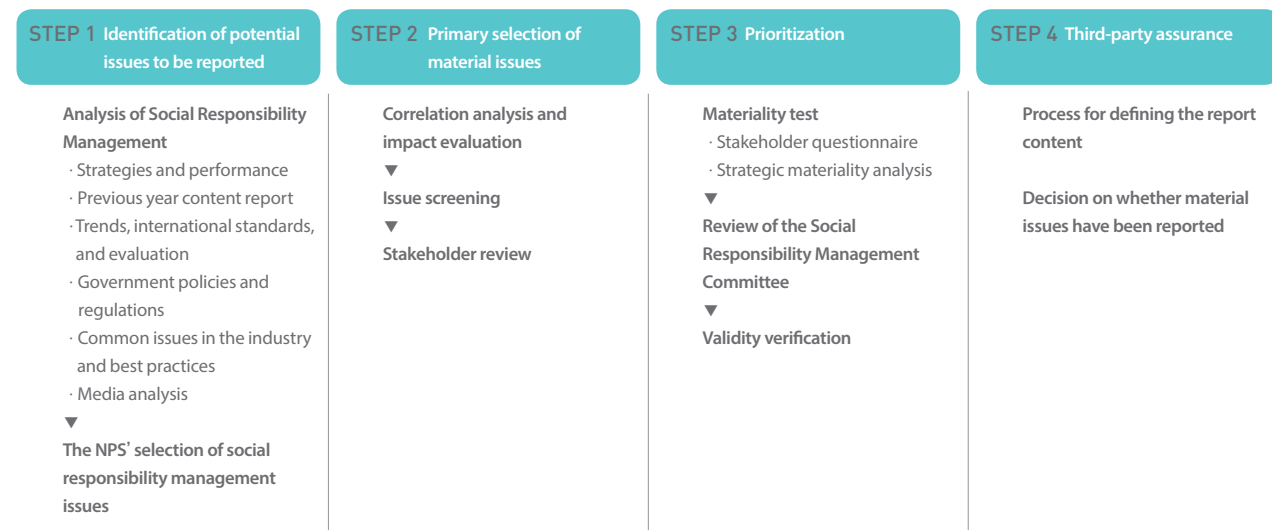 STEP 1 Identification of potential
issues to be reported
Analysis of Social Responsibility
Management
· Strategies and performance
· Previous year content report
· Trends, international standards,
and evaluation
· Government policies and
regulations
· Common issues in the industry
and best practices
· Media analysis
▼
The NPS' selection of social
responsibility management
issues
STEP 2 Primary selection of
material issues
Correlation analysis and
impact evaluation
▼
Issue screening
▼
Stakeholder review
STEP 3 Prioritization
Materiality test
· Stakeholder questionnaire
· Strategic materiality analysis
▼
Review of the Social
Responsibility Management
Committee
▼
Validity verification
STEP 4 Third-party assurance
Process for defining the report
content
Decision on whether material
issues have been reported